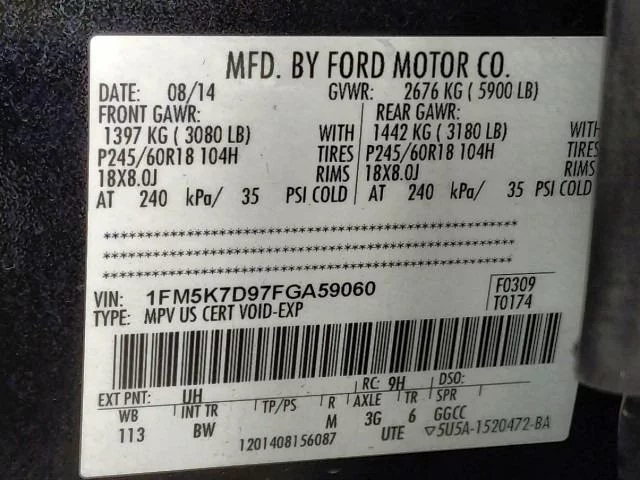 MFD. BY FORD MOTOR CO.
DATE: 08/14 GVWR: 2676 KG ( 5900 LB)
FRONT GAWR: REAR GAWR:
1397 KG ( 3080 LB) WITH 1442 KG ( 3180 LB) WITH
P245/60R18 104H TIRES P245/60R18 104H TIRES
18X8.0J RIMS 18X8.0J RIMS
AT 240 kPa/ 35 PSI COLD AT 240 kPa/ 35 PSI COLD
VIN: 1FM5K7D97FGA59060 F0309
TYPE: MPV US CERT VOID-EXP T0174
EXT PNT: UH RC: 9H DSO:
WB INT TR TP/PS R AXLE TR SPR
113 BW M 3G 6 GGCC
1201408156087 UTE ▽5U5A-1520472-BA